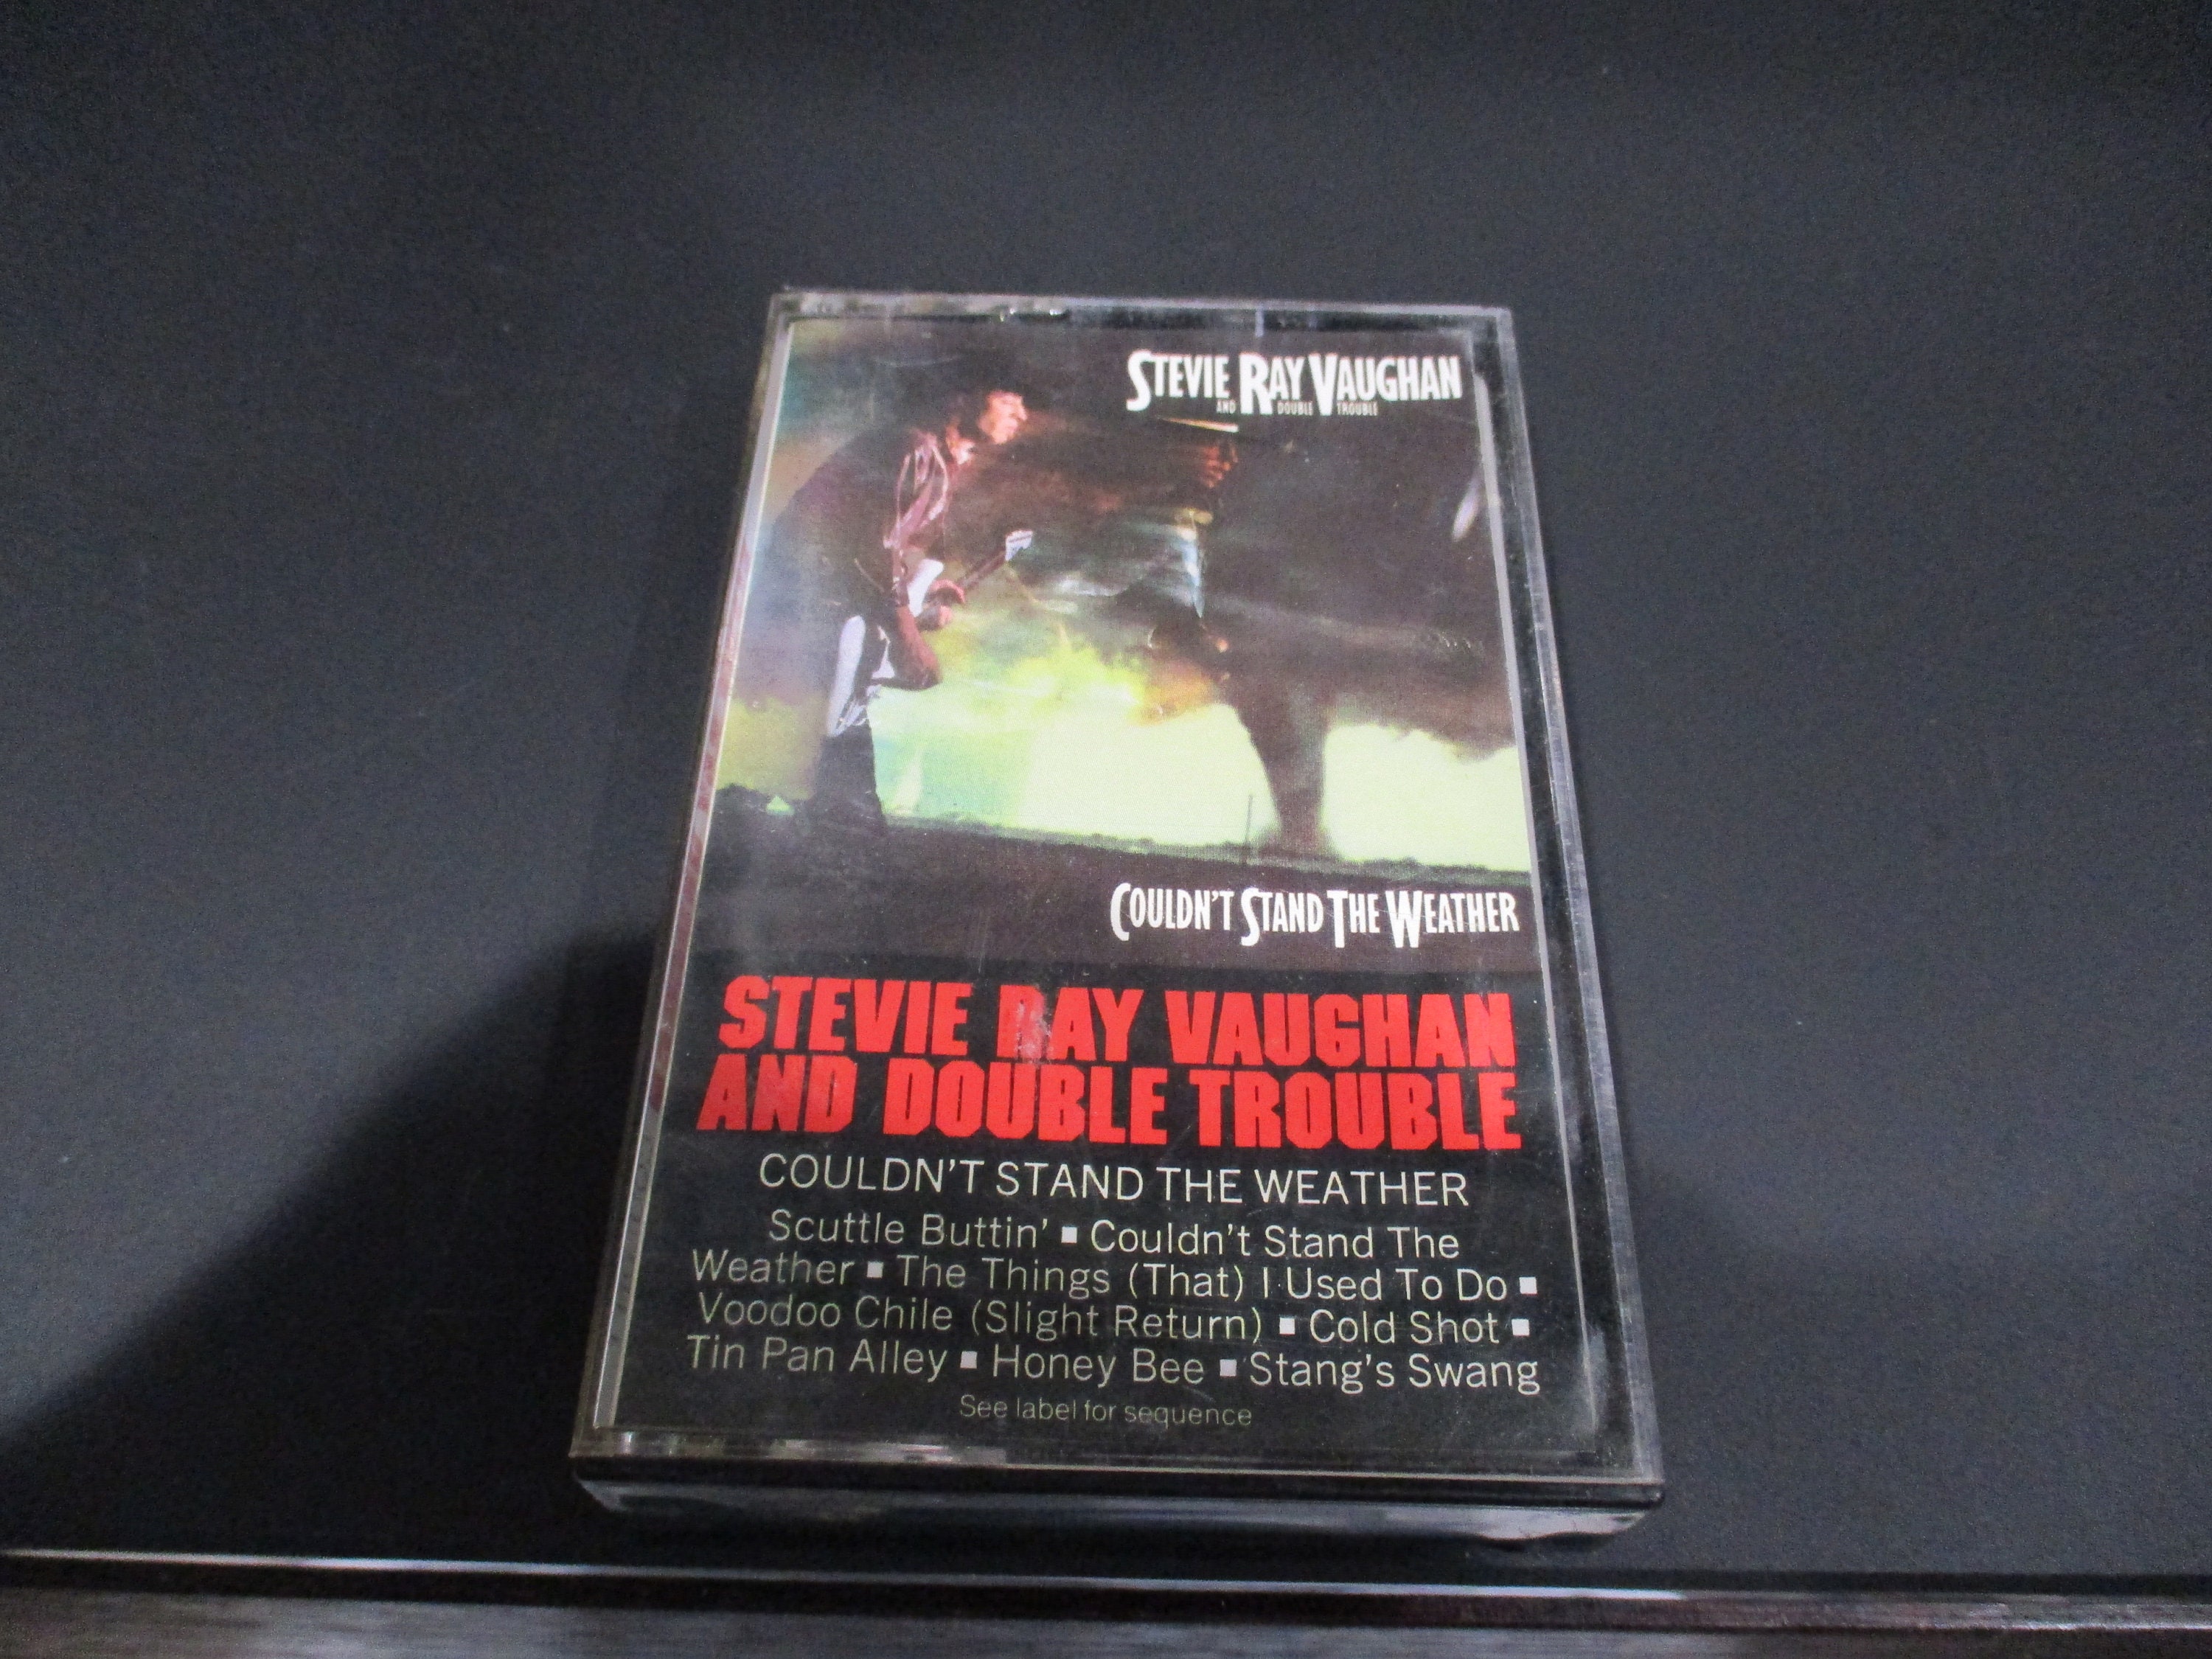 STEVIE RAY VAUGHAN
AND DOUBLE TROUBLE
COULDN'T STAND THE WEATHER
STEVIE RAY VAUGHAN
AND DOUBLE TROUBLE
COULDN'T STAND THE WEATHER
Scuttle Buttin' ▪ Couldn't Stand The
Weather ▪ The Things (That) I Used To Do ▪
Voodoo Chile (Slight Return) ▪ Cold Shot ▪
Tin Pan Alley ▪ Honey Bee ▪ Stang's Swang
See label for sequence